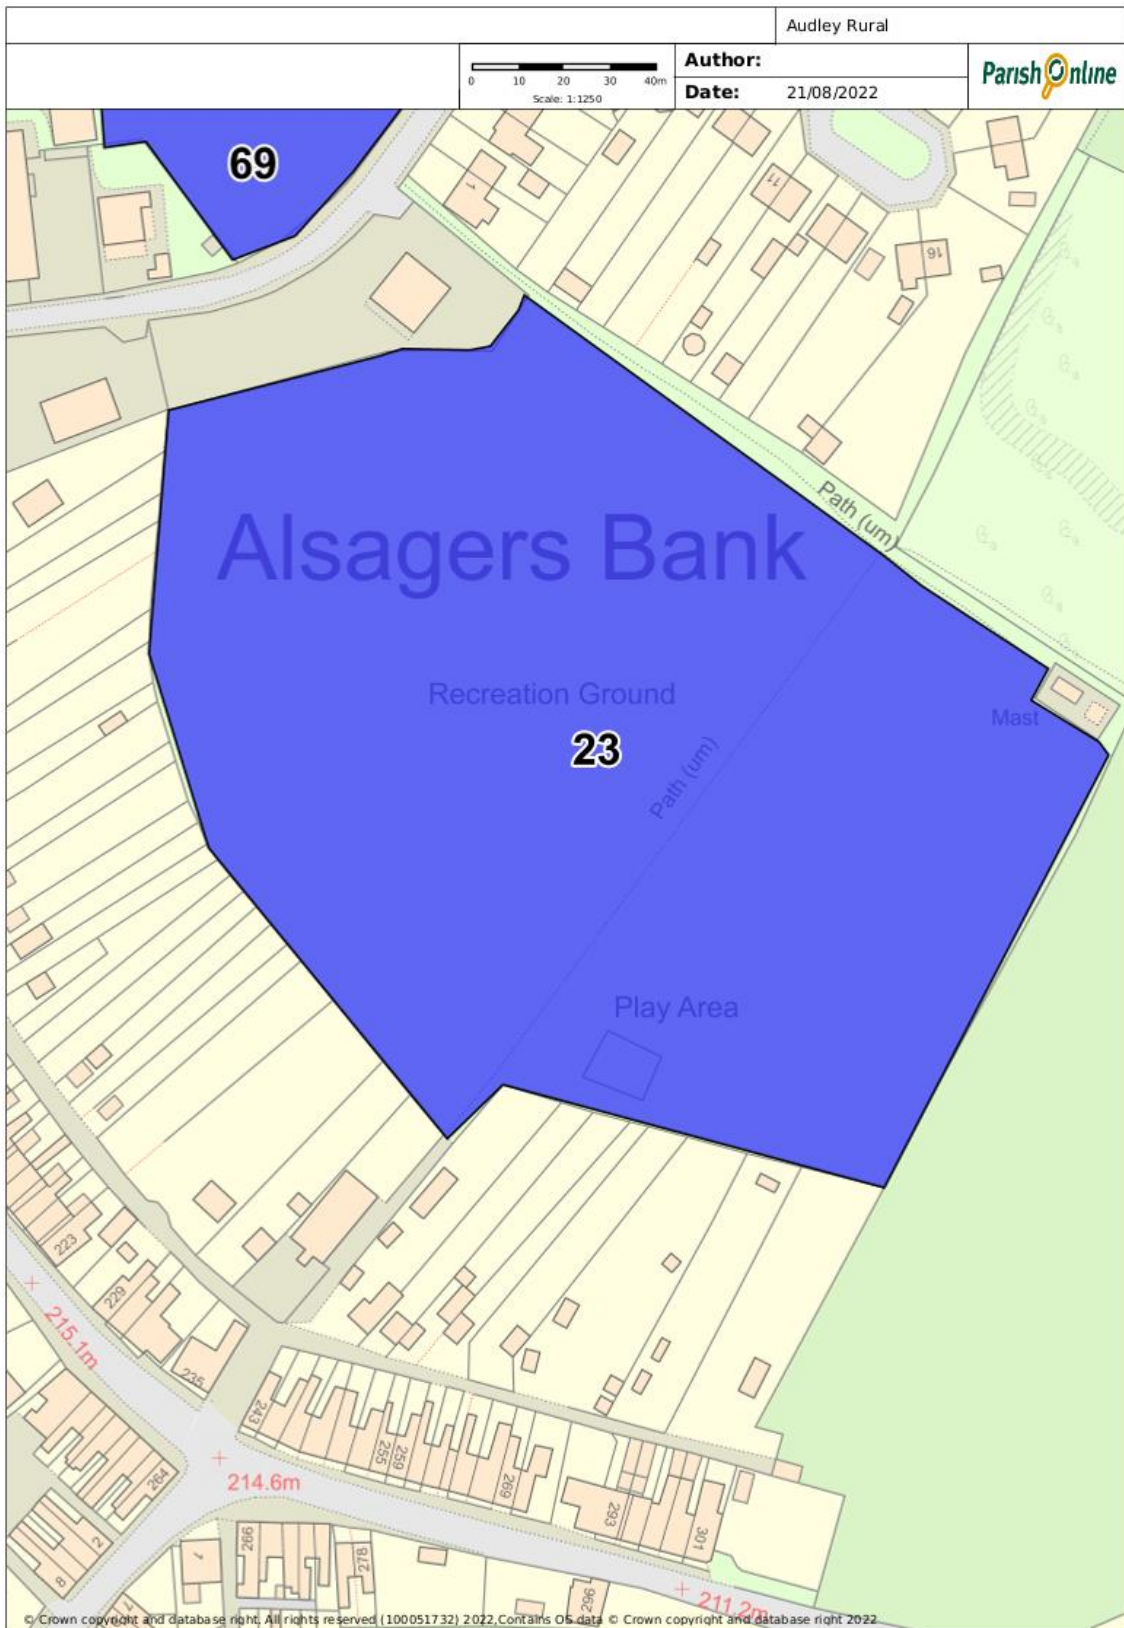 Audley Rural
Author:
Date: 21/08/2022
0 10 20 30 40m
Scale: 1:1250
Parish Online
69
1
11
16
Path (um)
Alsagers Bank
Recreation Ground
23
Mast
Path (um)
Play Area
223
229
215.1m
235
243
255
259
269
264
214.6m
293
301
2
8
1
266
278
296
211.2m
© Crown copyright and database right. All rights reserved (100051732) 2022,Contains OS data © Crown copyright and database right 2022